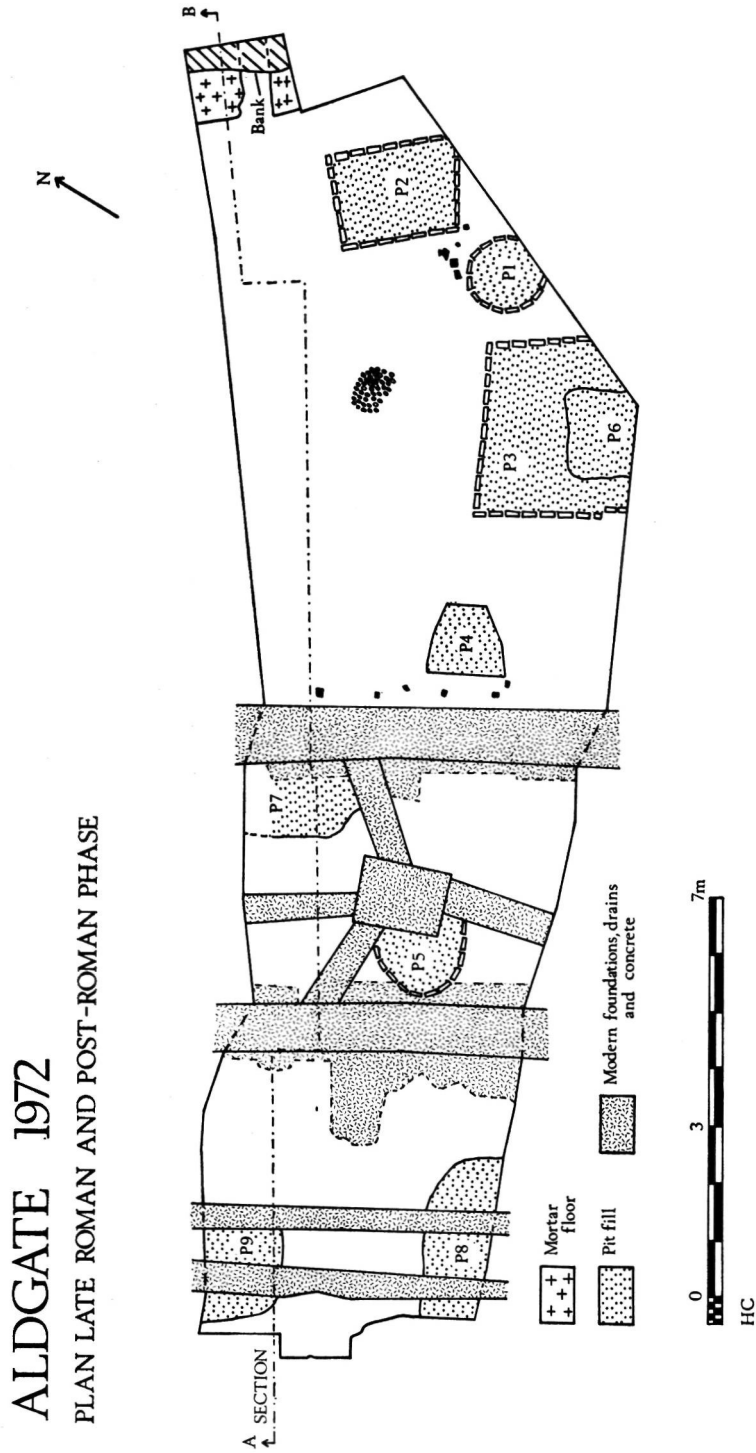 ALDGATE 1972
PLAN LATE ROMAN AND POST-ROMAN PHASE
N
A SECTION
B
Bank
P9
P8
P7
P5
P4
P3
P6
P2
P1
Mortar
floor
Pit fill
Modern foundations, drains
and concrete
0 3 7m
HC